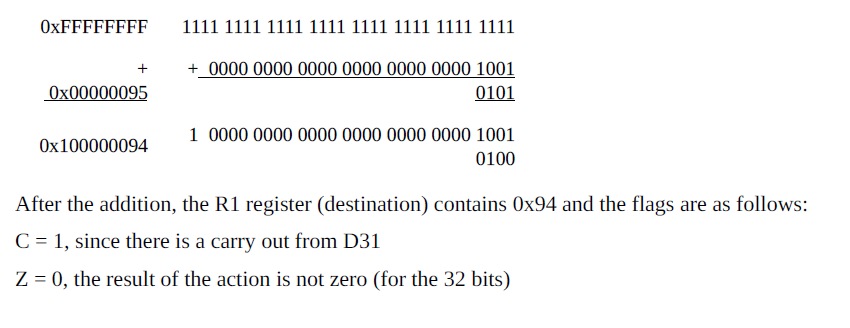 0xFFFFFFFF 1111 1111 1111 1111 1111 1111 1111 1111
+ + 0000 0000 0000 0000 0000 0000 1001
0x00000095 0101
0x100000094 1 0000 0000 0000 0000 0000 0000 1001
0100
After the addition, the R1 register (destination) contains 0x94 and the flags are as follows:
C = 1, since there is a carry out from D31
Z = 0, the result of the action is not zero (for the 32 bits)